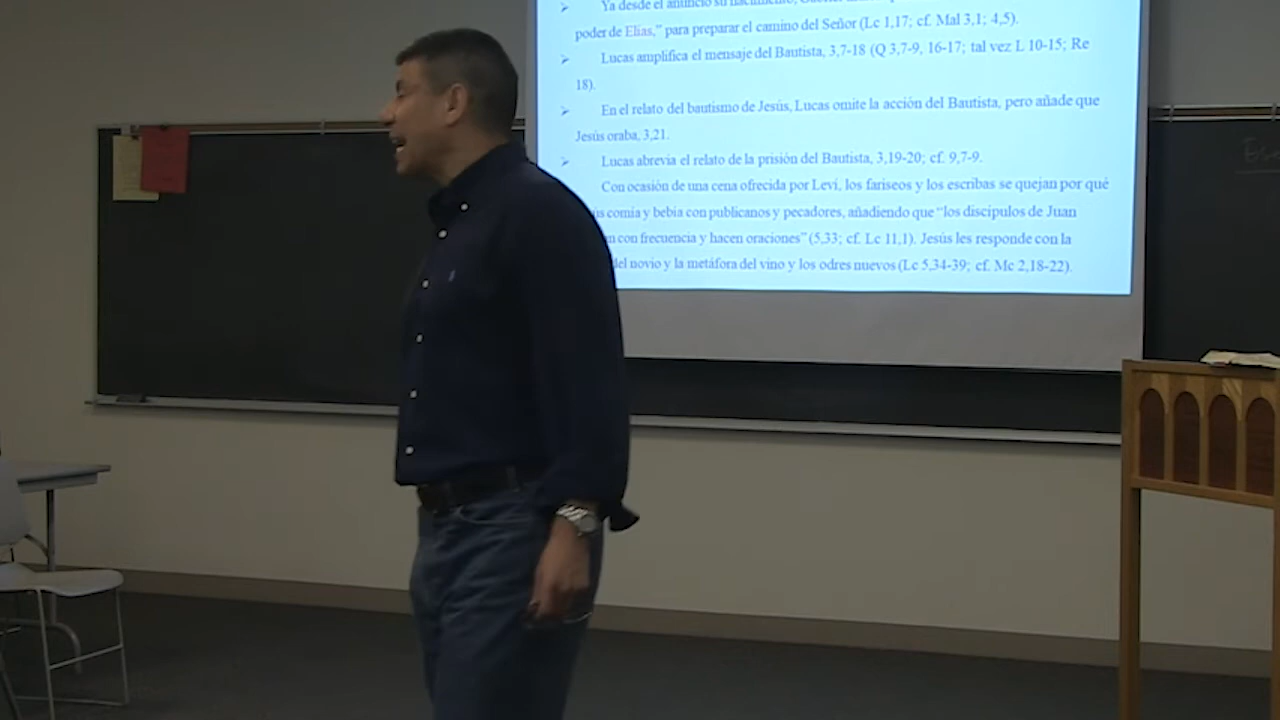 Ya desde el anuncio su nacimiento,
poder de Elías,” para preparar el camino del Señor (Lc 1,17; cf. Mal 3,1; 4,5).
Lucas amplifica el mensaje del Bautista, 3,7-18 (Q 3,7-9, 16-17; tal vez L 10-15; Re
18).
En el relato del bautismo de Jesús, Lucas omite la acción del Bautista, pero añade que
Jesús oraba, 3,21.
Lucas abrevia el relato de la prisión del Bautista, 3,19-20; cf. 9,7-9.
Con ocasión de una cena ofrecida por Leví, los fariseos y los escribas se quejan por qué
comía y bebía con publicanos y pecadores, añadiendo que “los discípulos de Juan
con frecuencia y hacen oraciones” (5,33; cf. Lc 11,1). Jesús les responde con la
del novio y la metáfora del vino y los odres nuevos (Lc 5,34-39; cf. Mc 2,18-22).